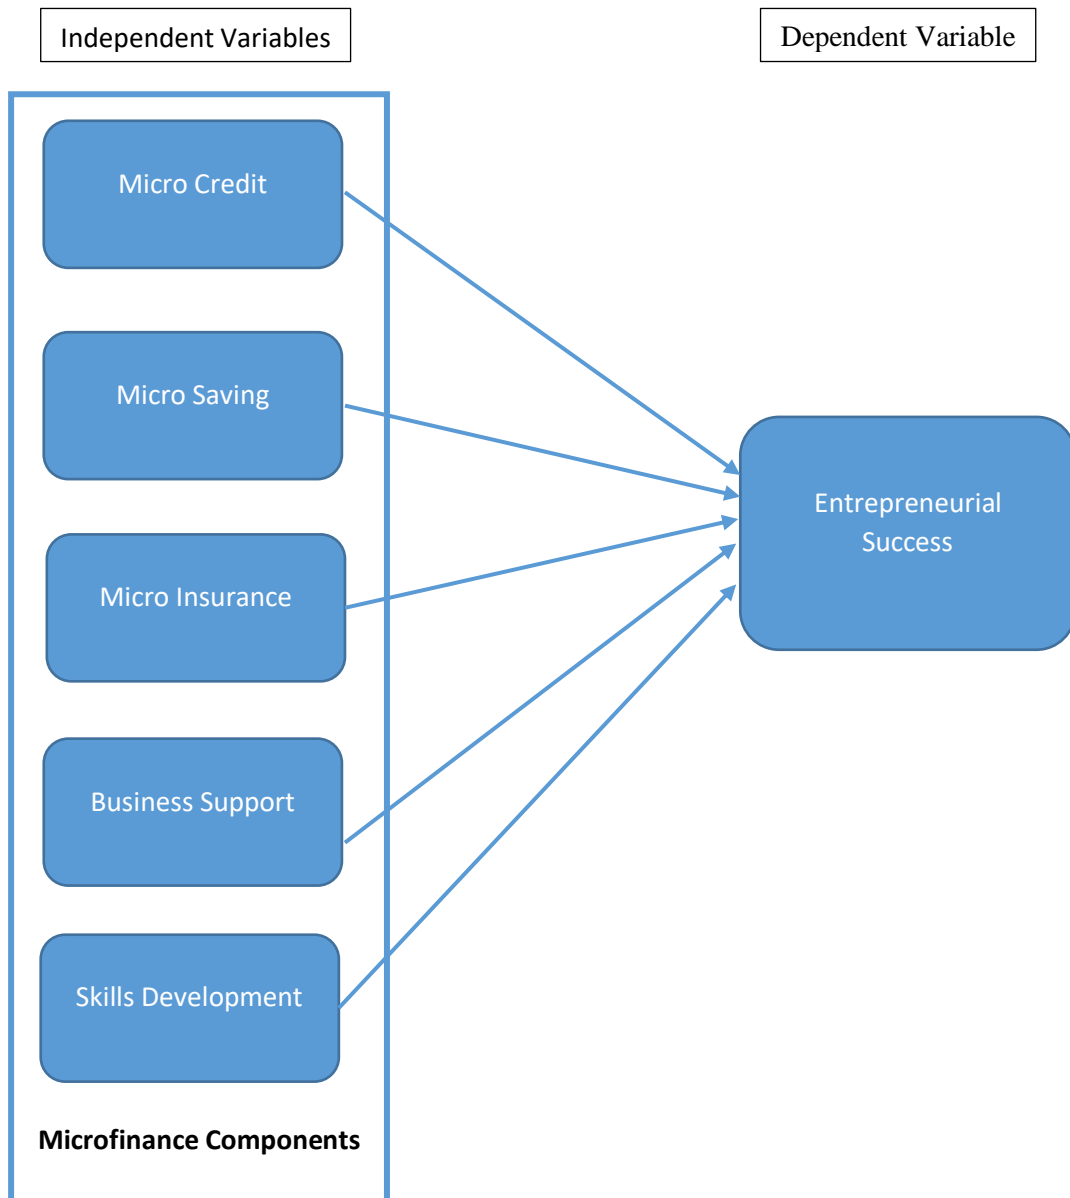 Independent Variables
Dependent Variable
Micro Credit
Micro Saving
Micro Insurance
Business Support
Skills Development
Microfinance Components
Entrepreneurial
Success